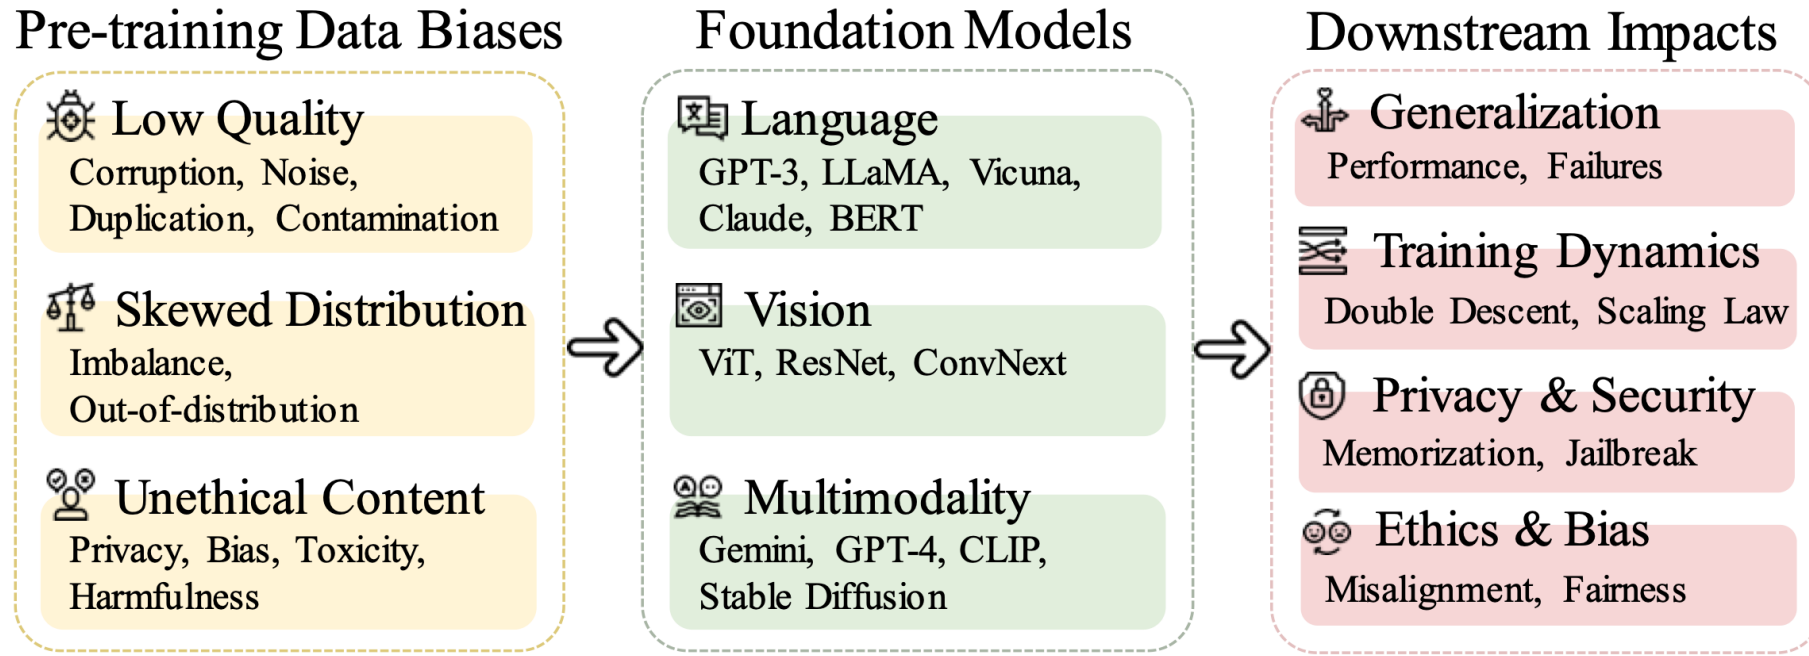 Pre-training Data Biases
Low Quality
Corruption, Noise,
Duplication, Contamination
Skewed Distribution
Imbalance,
Out-of-distribution
Unethical Content
Privacy, Bias, Toxicity,
Harmfulness
Foundation Models
Language
GPT-3, LLaMA, Vicuna,
Claude, BERT
Vision
ViT, ResNet, ConvNext
Multimodality
Gemini, GPT-4, CLIP,
Stable Diffusion
Downstream Impacts
Generalization
Performance, Failures
Training Dynamics
Double Descent, Scaling Law
Privacy & Security
Memorization, Jailbreak
Ethics & Bias
Misalignment, Fairness